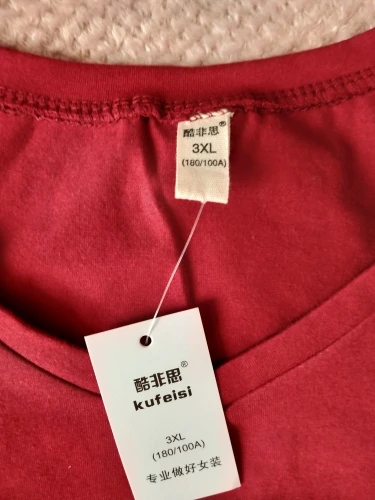 酷非思®
3XL
(180/100A)
酷非思®
kufeisi
3XL
(180/100A)
专业做好女装